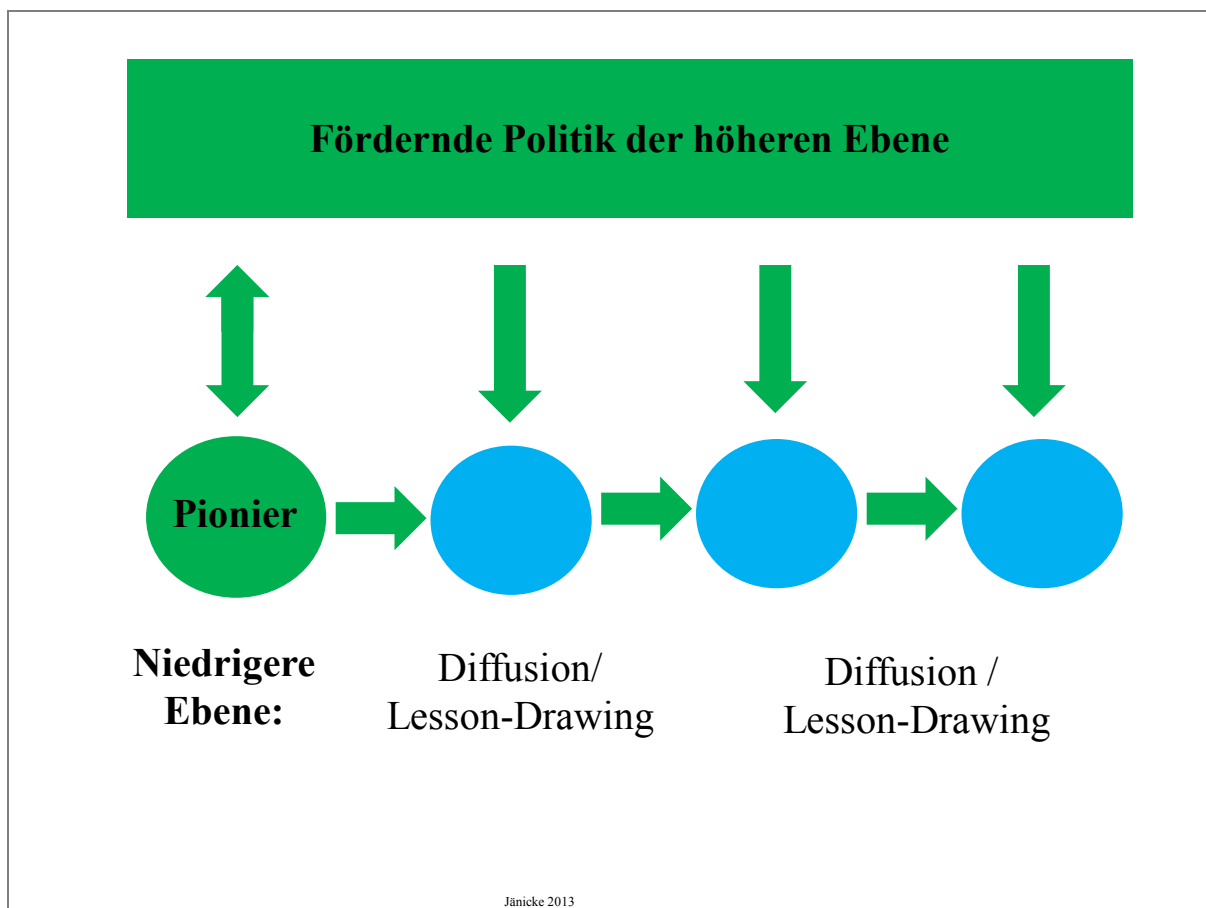 Fördernde Politik der höheren Ebene
Pionier
Niedrigere
Ebene:
Diffusion/
Lesson-Drawing
Diffusion /
Lesson-Drawing
Jänicke 2013